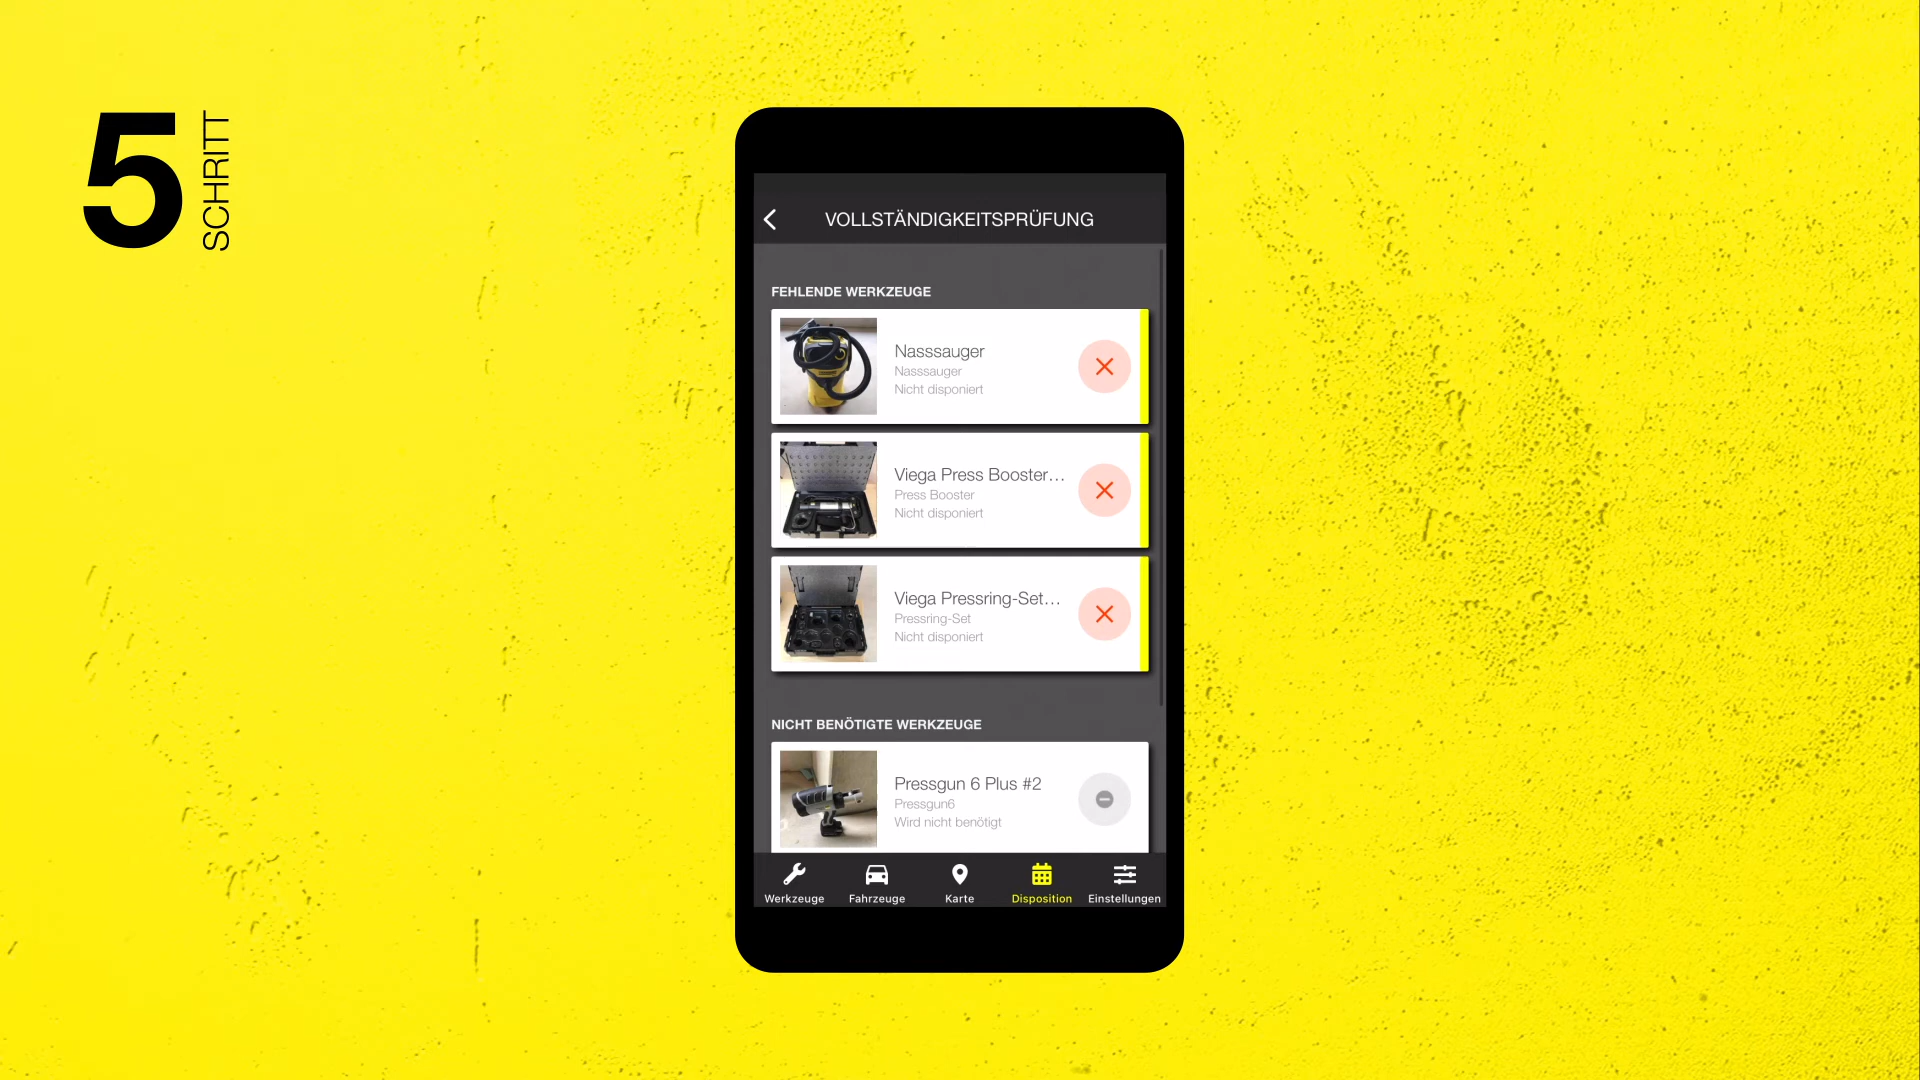 5
SCHRITT
VOLLSTÄNDIGKEITSPRÜFUNG
FEHLENDE WERKZEUGE
Nasssauger
Nasssauger
Nicht disponiert
Viega Press Booster...
Press Booster
Nicht disponiert
Viega Pressring-Set...
Pressring-Set
Nicht disponiert
NICHT BENÖTIGTE WERKZEUGE
Pressgun 6 Plus #2
Pressgun6
Wird nicht benötigt
Werkzeuge
Fahrzeuge
Karte
Disposition
Einstellungen